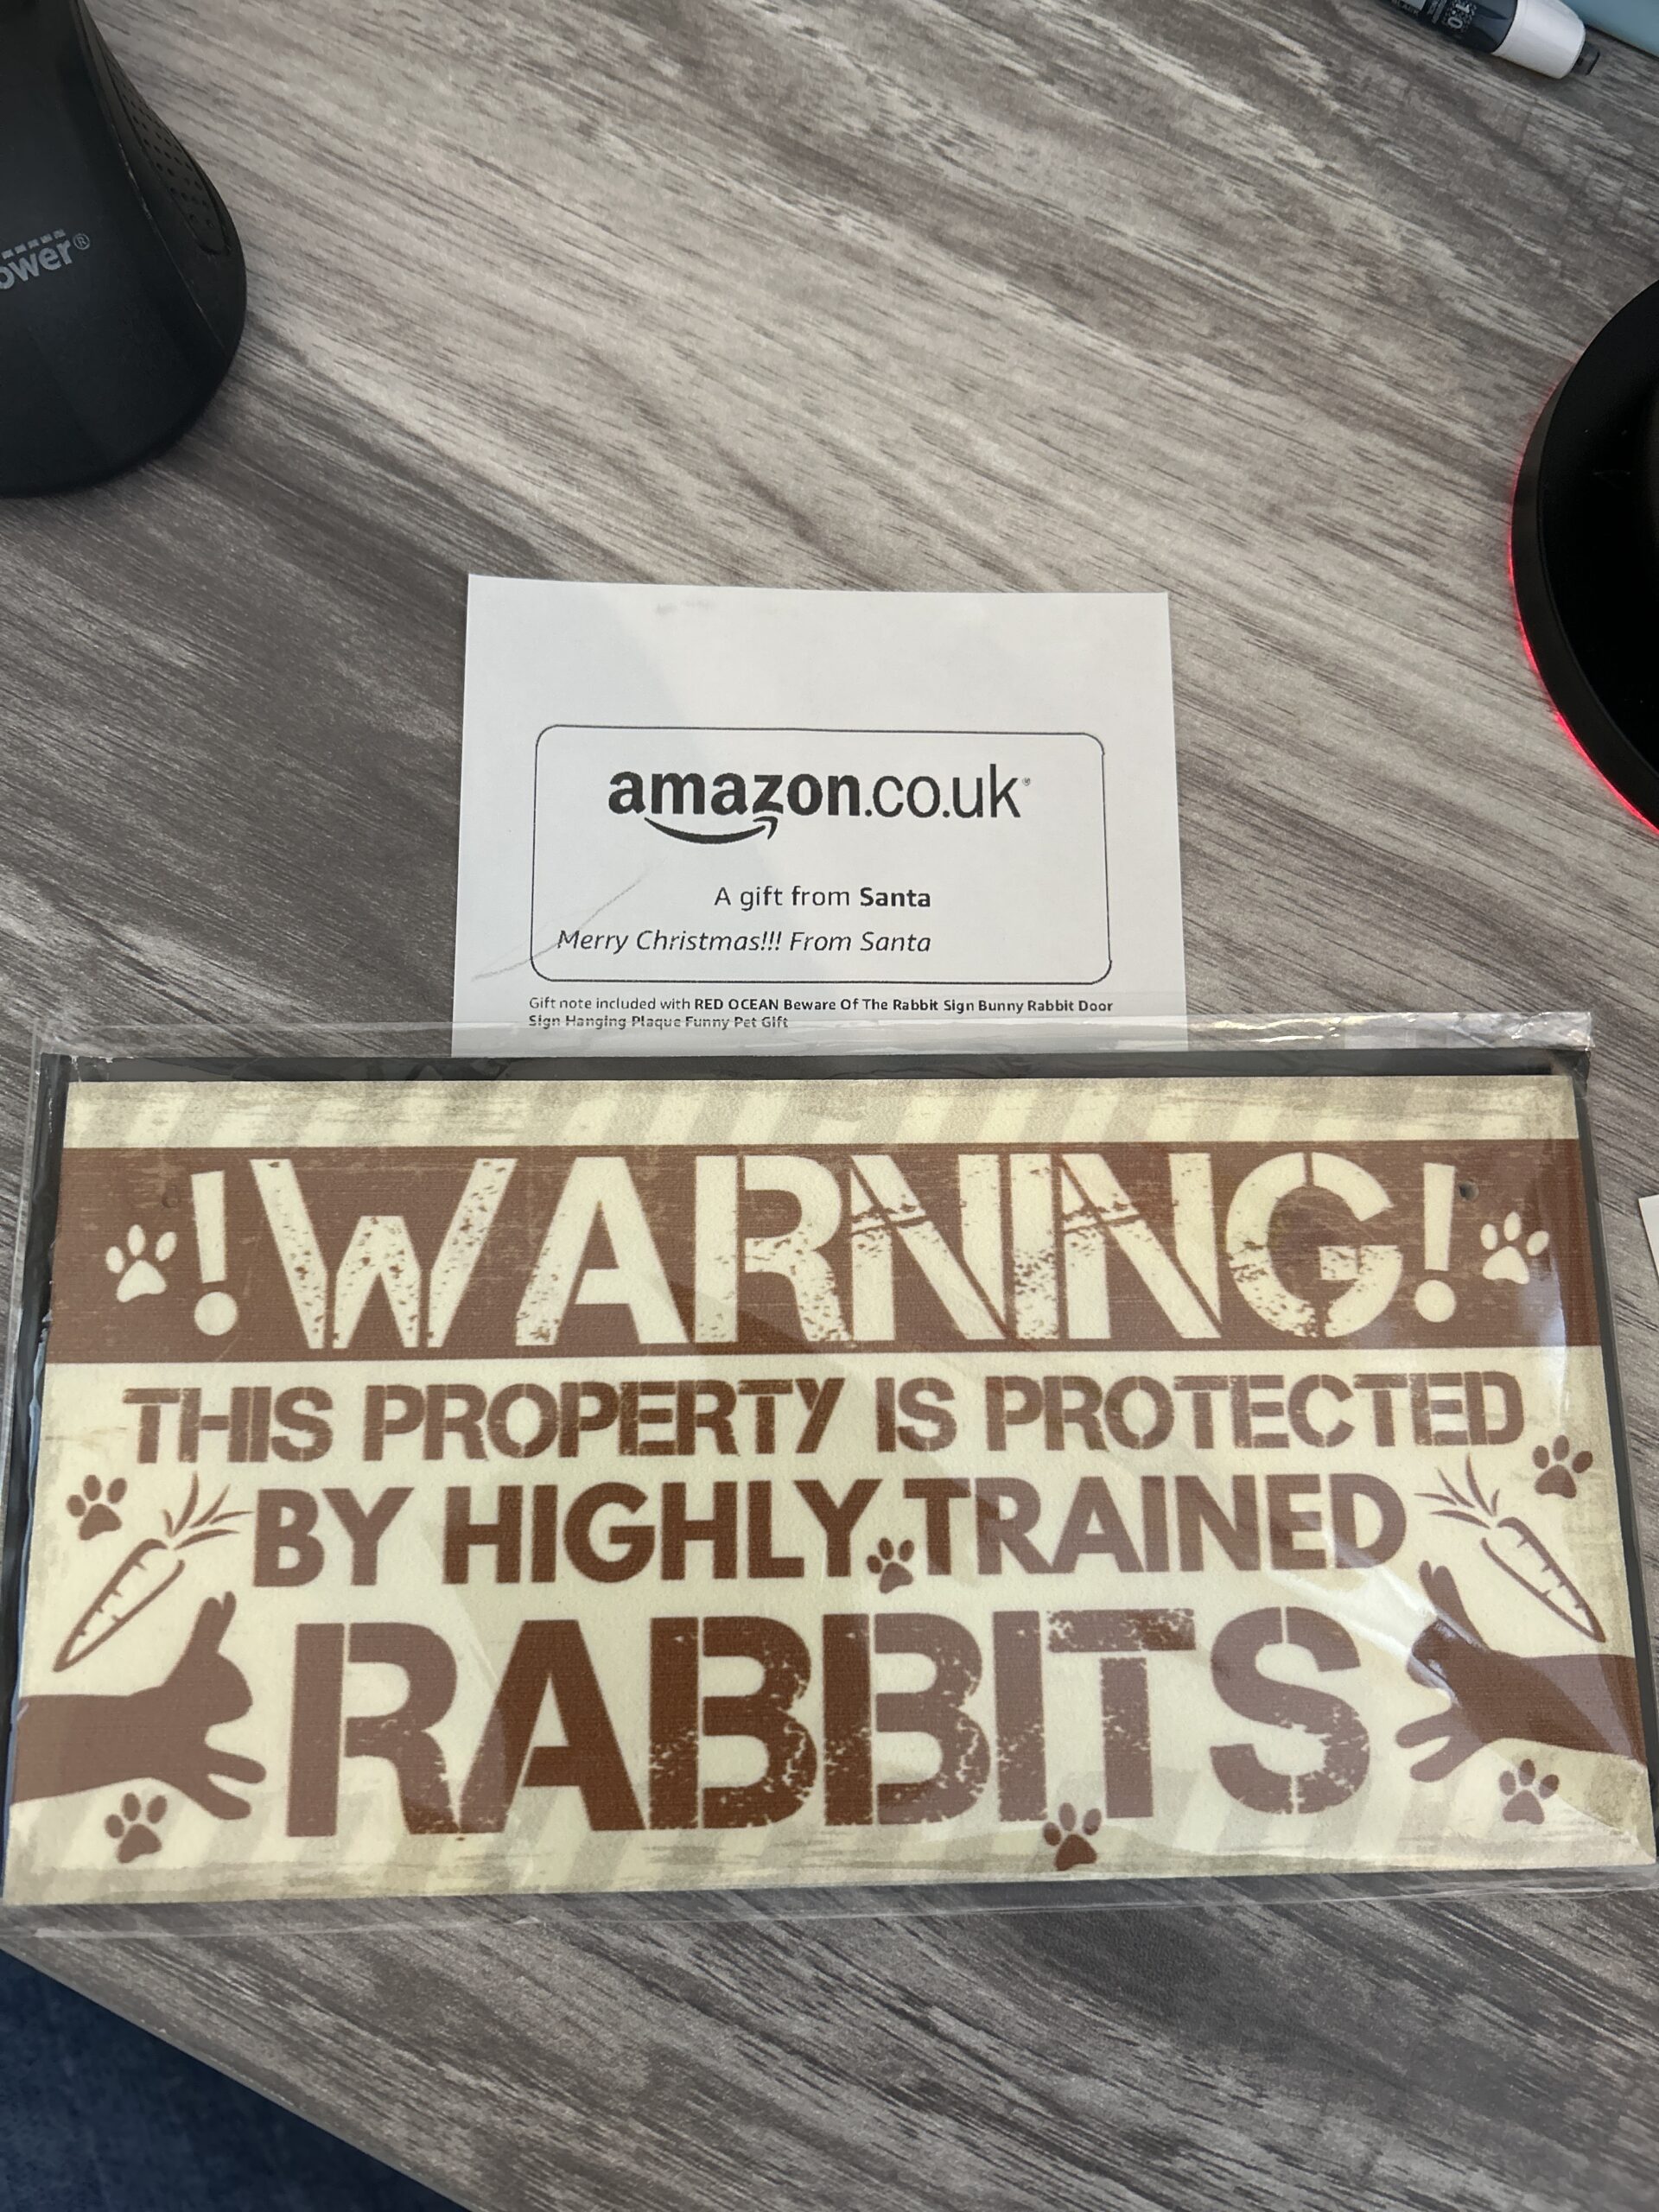 ower®
amazon.co.uk
A gift from Santa
Merry Christmas!!! From Santa
Gift note included with RED OCEAN Beware Of The Rabbit Sign Bunny Rabbit Door
Sign Hanging Plaque Funny Pet Gift
!WARNING!
THIS PROPERTY IS PROTECTED
BY HIGHLY TRAINED
RABBITS